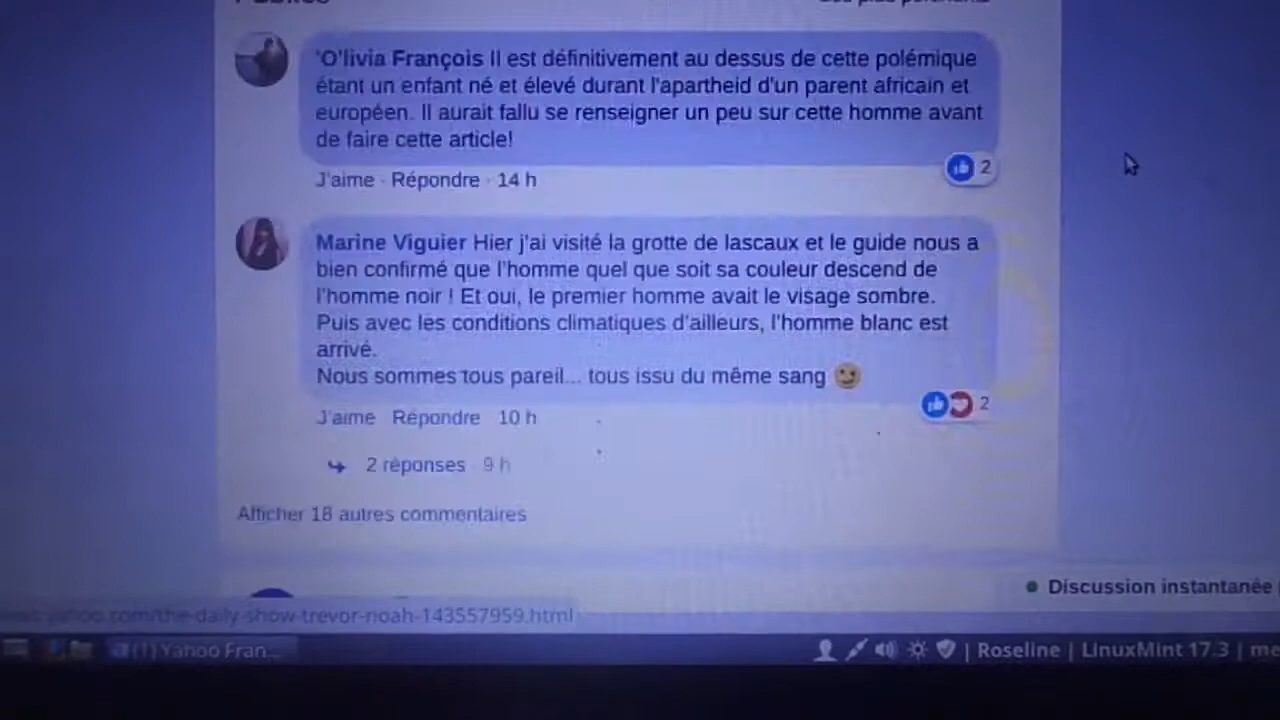 'O'livia François Il est définitivement au dessus de cette polémique
étant un enfant né et élevé durant l'apartheid d'un parent africain et
européen. Il aurait fallu se renseigner un peu sur cette homme avant
de faire cette article!
2
J'aime · Répondre · 14 h
Marine Viguier Hier j'ai visité la grotte de lascaux et le guide nous a
bien confirmé que l'homme quel que soit sa couleur descend de
l'homme noir ! Et oui, le premier homme avait le visage sombre.
Puis avec les conditions climatiques d'ailleurs, l'homme blanc est
arrivé.
Nous sommes tous pareil... tous issu du même sang
2
J'aime Répondre 10 h
2 réponses · 9 h
Afficher 18 autres commentaires
Discussion instantanée
yahoo.com/the-daily-show-trevor-noah-143557959.html
(1) Yahoo Fran...
| Roseline | LinuxMint 17.3 | me